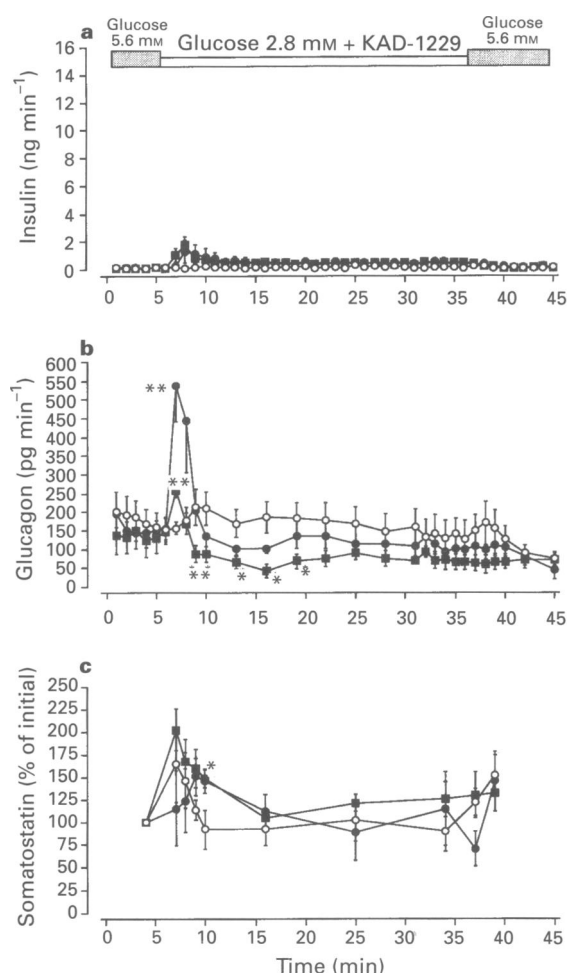 a
Glucose
5.6 mM
Glucose 2.8 mM + KAD-1229
Glucose
5.6 mM
Insulin (ng min⁻¹)
16
14
12
10
8
6
4
2
0
0 5 10 15 20 25 30 35 40 45
b
Glucagon (pg min⁻¹)
600
550
500
450
400
350
300
250
200
150
100
50
0
**
**
**
*
*
*
0 5 10 15 20 25 30 35 40 45
c
Somatostatin (% of initial)
250
225
200
175
150
125
100
75
50
25
0
*
0 5 10 15 20 25 30 35 40 45
Time (min)